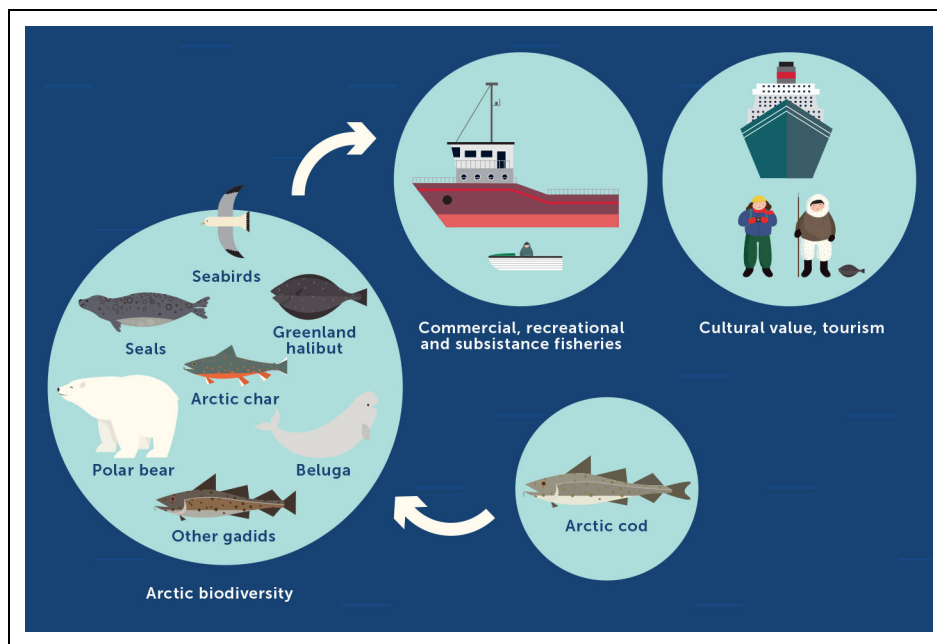 Seabirds
Seals
Greenland
halibut
Arctic char
Polar bear
Beluga
Other gadids
Arctic biodiversity
Commercial, recreational
and subsistance fisheries
Cultural value, tourism
Arctic cod